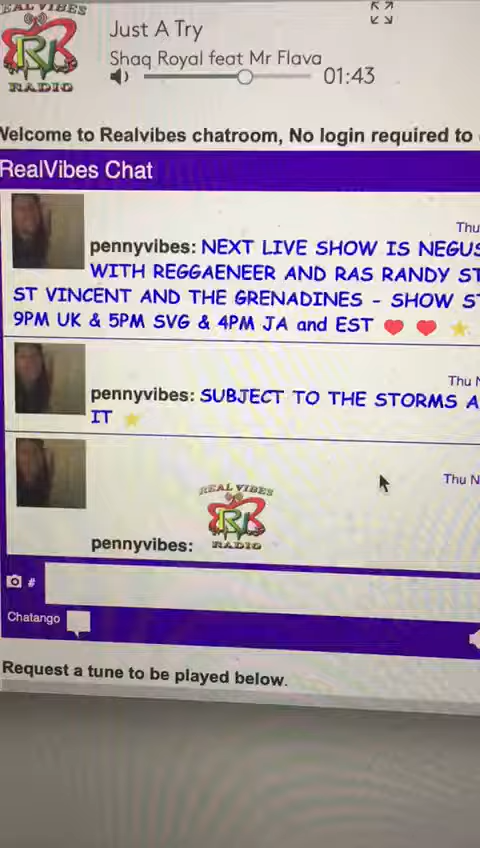 REAL VIBES
RADIO
Just A Try
Shaq Royal feat Mr Flava
01:43
Welcome to Realvibes chatroom, No login required to
RealVibes Chat
Thu
pennyvibes: NEXT LIVE SHOW IS NEGUS
WITH REGGAENEER AND RAS RANDY ST
ST VINCENT AND THE GRENADINES - SHOW ST
9PM UK & 5PM SVG & 4PM JA and EST
Thu N
pennyvibes: SUBJECT TO THE STORMS A
IT
Thu N
REAL VIBES
RADIO
pennyvibes:
#
Chatango
Request a tune to be played below.